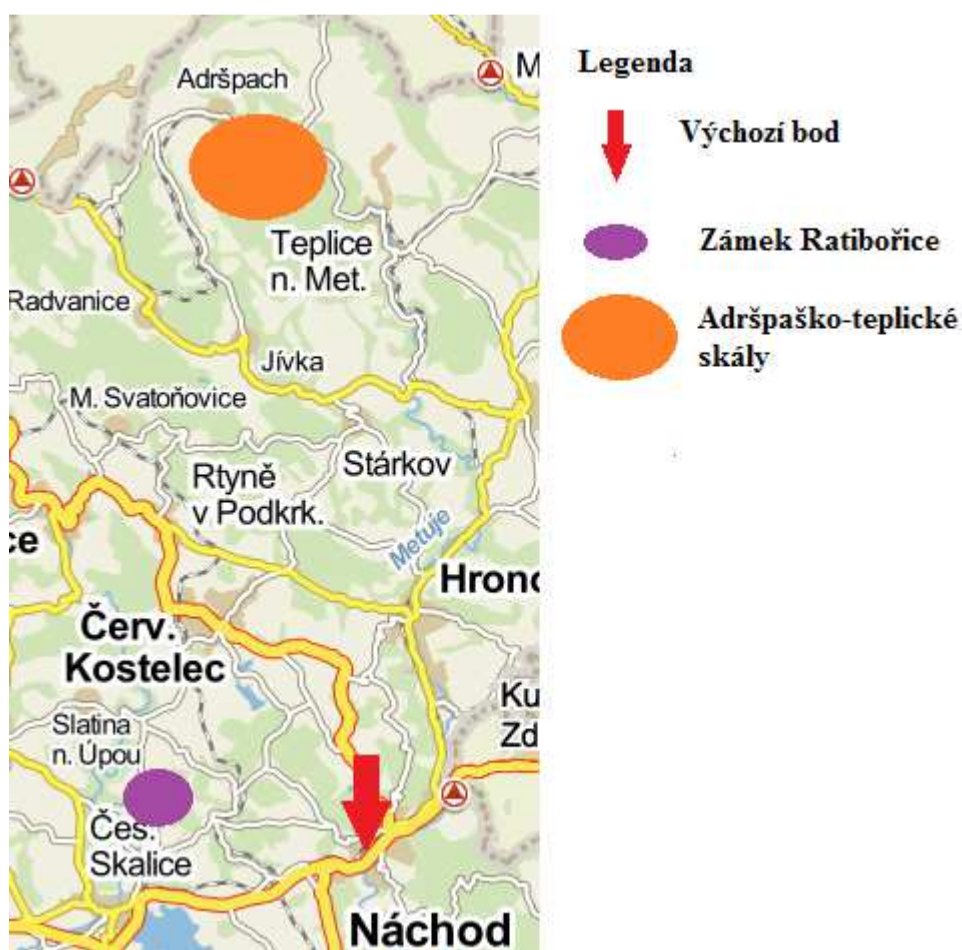 Adršpach
M
Teplice
n. Met.
Radvanice
Jívka
M. Svatoňovice
Stárkov
Rtyně
v Podkrk.
Metuje
ce
Hrono
Červ.
Kostelec
Ku
Zd
Slatina
n. Úpou
Čes.
Skalice
Náchod
Legenda
Výchozí bod
Zámek Ratibořice
Adršpaško-teplické
skály